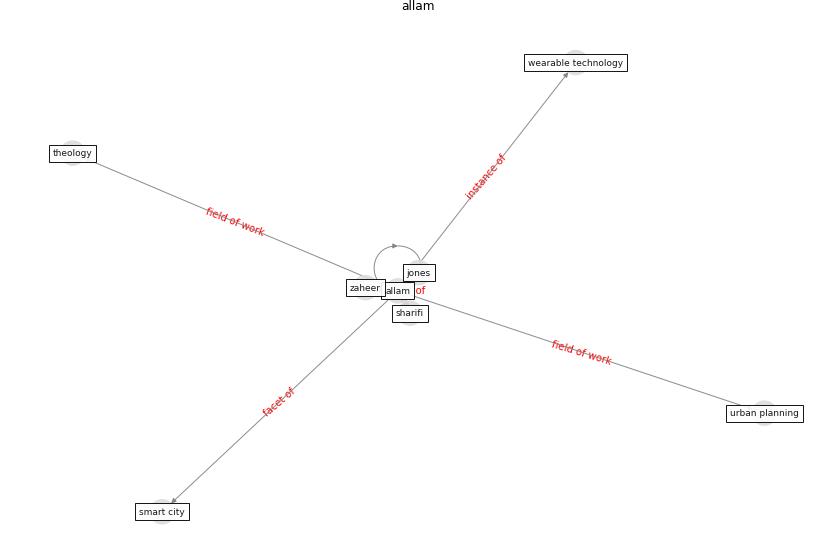 allam
wearable technology
theology
instance of
field of work
jones
zaheer
allam
of
sharifi
field of work
facet of
urban planning
smart city